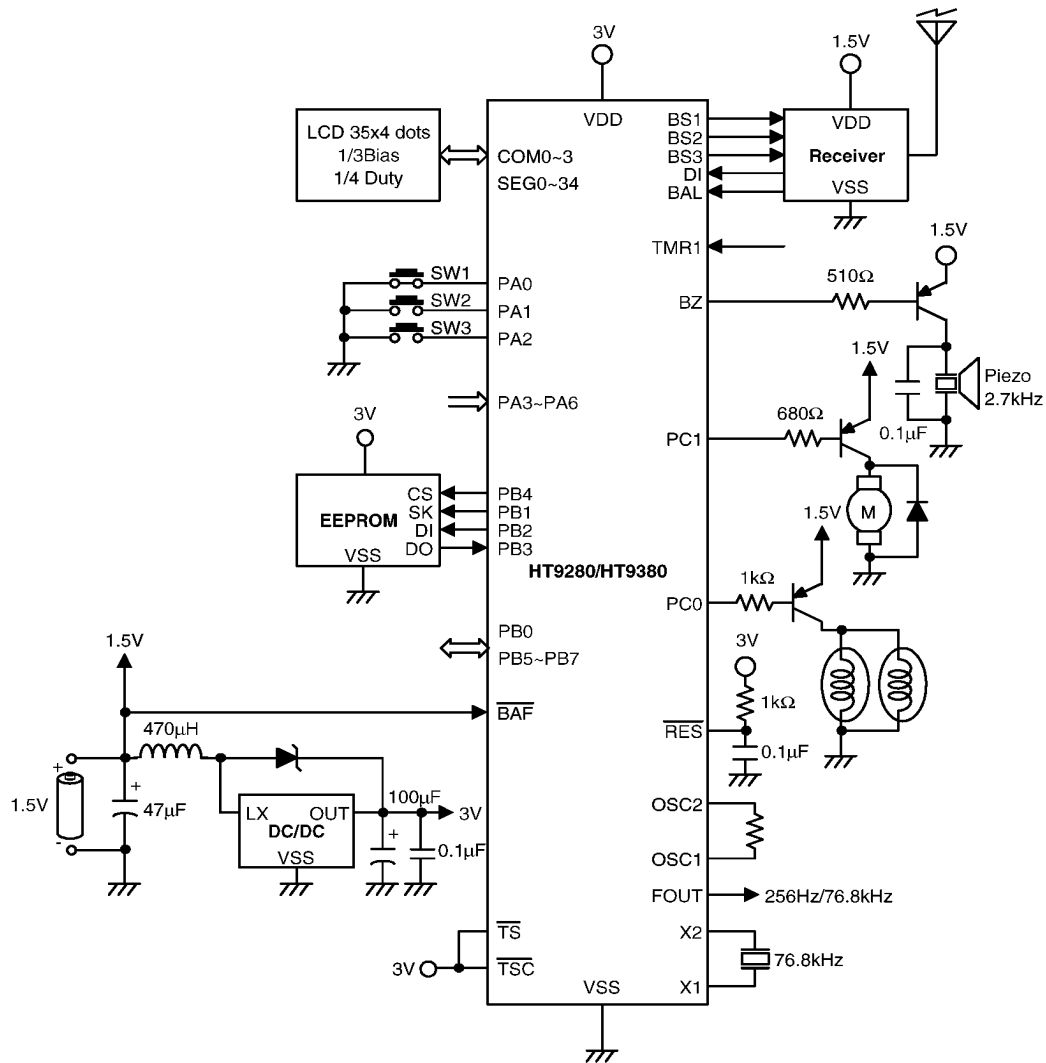 3V
1.5V
LCD 35x4 dots
1/3Bias
1/4 Duty
VDD
COM0~3
SEG0~34
BS1
BS2
BS3
DI
BAL
VDD
Receiver
VSS
TMR1
1.5V
SW1
PA0
SW2
PA1
SW3
PA2
BZ
510Ω
1.5V
Piezo
2.7kHz
0.1µF
PA3~PA6
3V
PC1
680Ω
CS
SK
DI
DO
EEPROM
VSS
PB4
PB1
PB2
PB3
M
1.5V
HT9280/HT9380
PC0
1kΩ
PB0
PB5~PB7
1.5V
3V
1kΩ
BAF
RES
0.1µF
470µH
+
1.5V
-
+
47µF
LX
OUT
DC/DC
VSS
100µF
3V
+
0.1µF
OSC2
OSC1
FOUT
256Hz/76.8kHz
TS
3V
TSC
X2
76.8kHz
X1
VSS